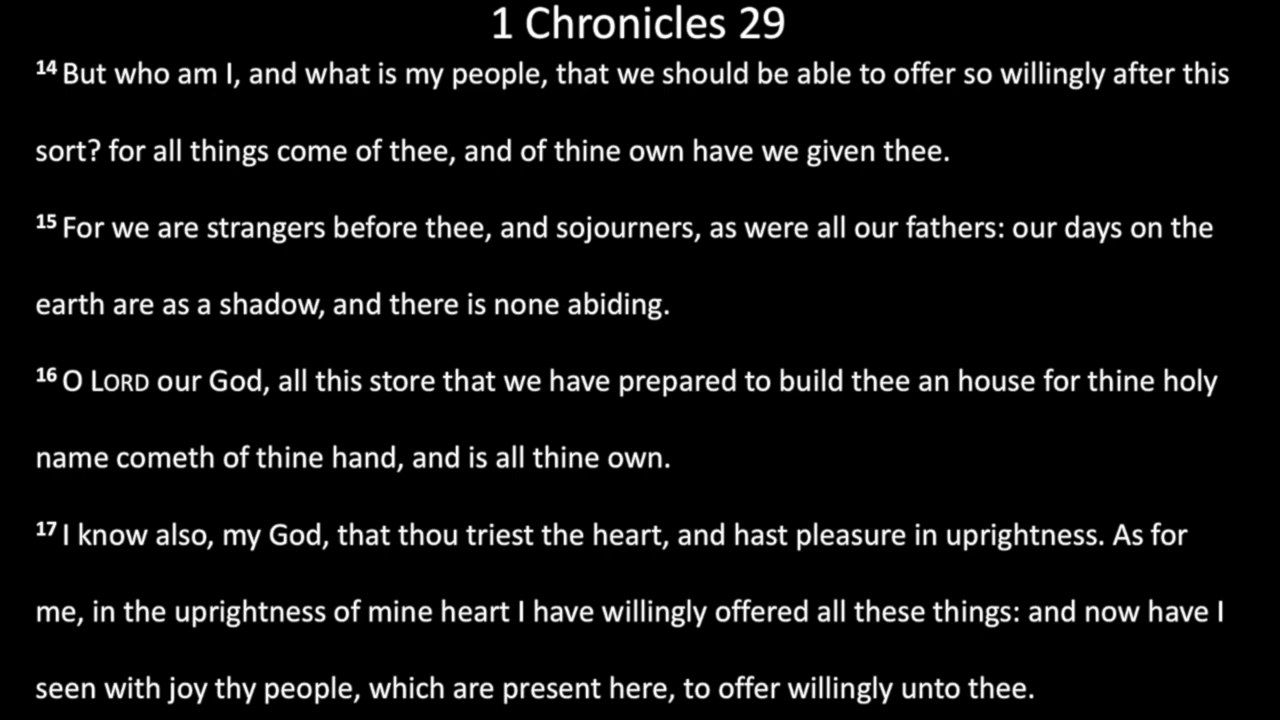 1 Chronicles 29
14 But who am I, and what is my people, that we should be able to offer so willingly after this
sort? for all things come of thee, and of thine own have we given thee.
15 For we are strangers before thee, and sojourners, as were all our fathers: our days on the
earth are as a shadow, and there is none abiding.
16 O LORD our God, all this store that we have prepared to build thee an house for thine holy
name cometh of thine hand, and is all thine own.
17 I know also, my God, that thou triest the heart, and hast pleasure in uprightness. As for
me, in the uprightness of mine heart I have willingly offered all these things: and now have I
seen with joy thy people, which are present here, to offer willingly unto thee.